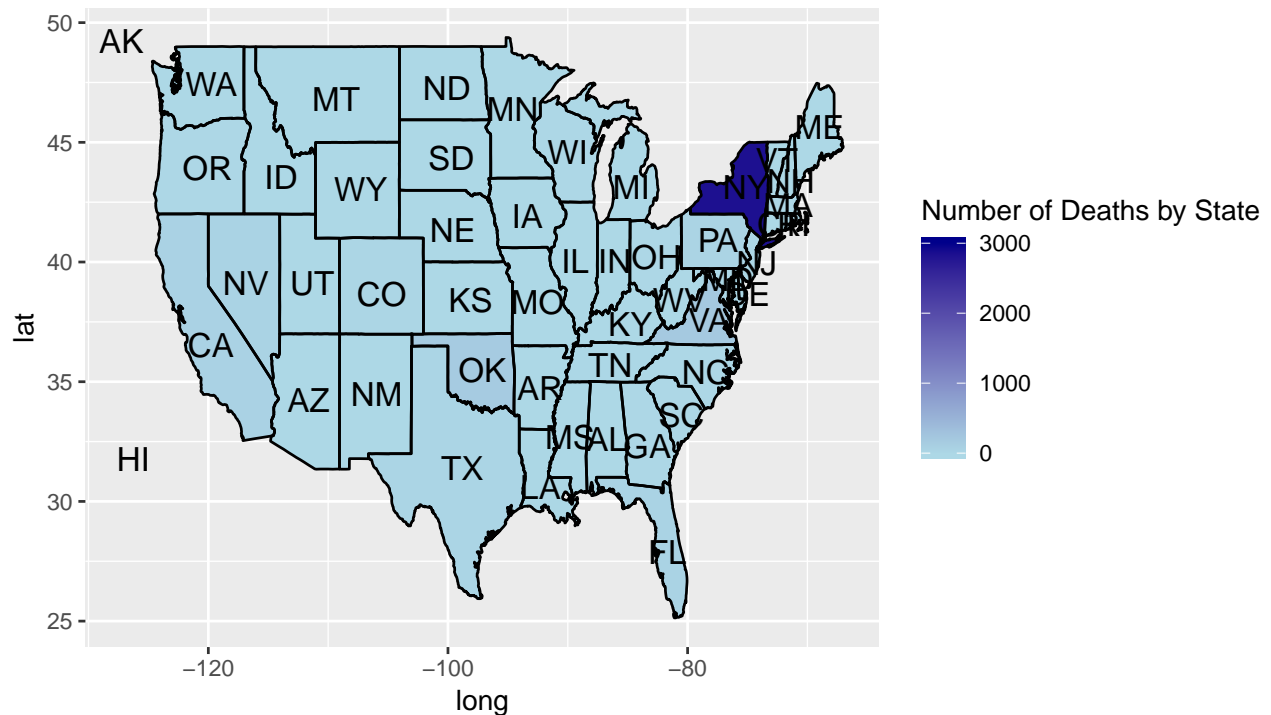 50
AK
WA
MT
ND
MN
ME
45
OR
ID
WY
SD
WI
MI
VT
NH
NY
MA
Number of Deaths by State
IA
NE
PA
3000
40
NV
UT
CO
KS
MO
IL
IN
OH
NJ
WV
DE
2000
lat
CA
KY
VA
1000
35
AZ
NM
OK
AR
TN
NC
SC
0
HI
TX
MS
AL
GA
LA
30
FL
25
−120
−100
−80
long